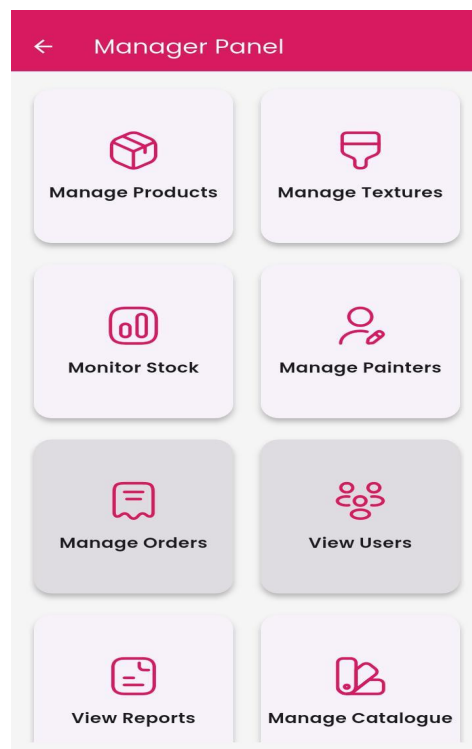 Manager Panel
Manage Products
Manage Textures
Monitor Stock
Manage Painters
Manage Orders
View Users
View Reports
Manage Catalogue